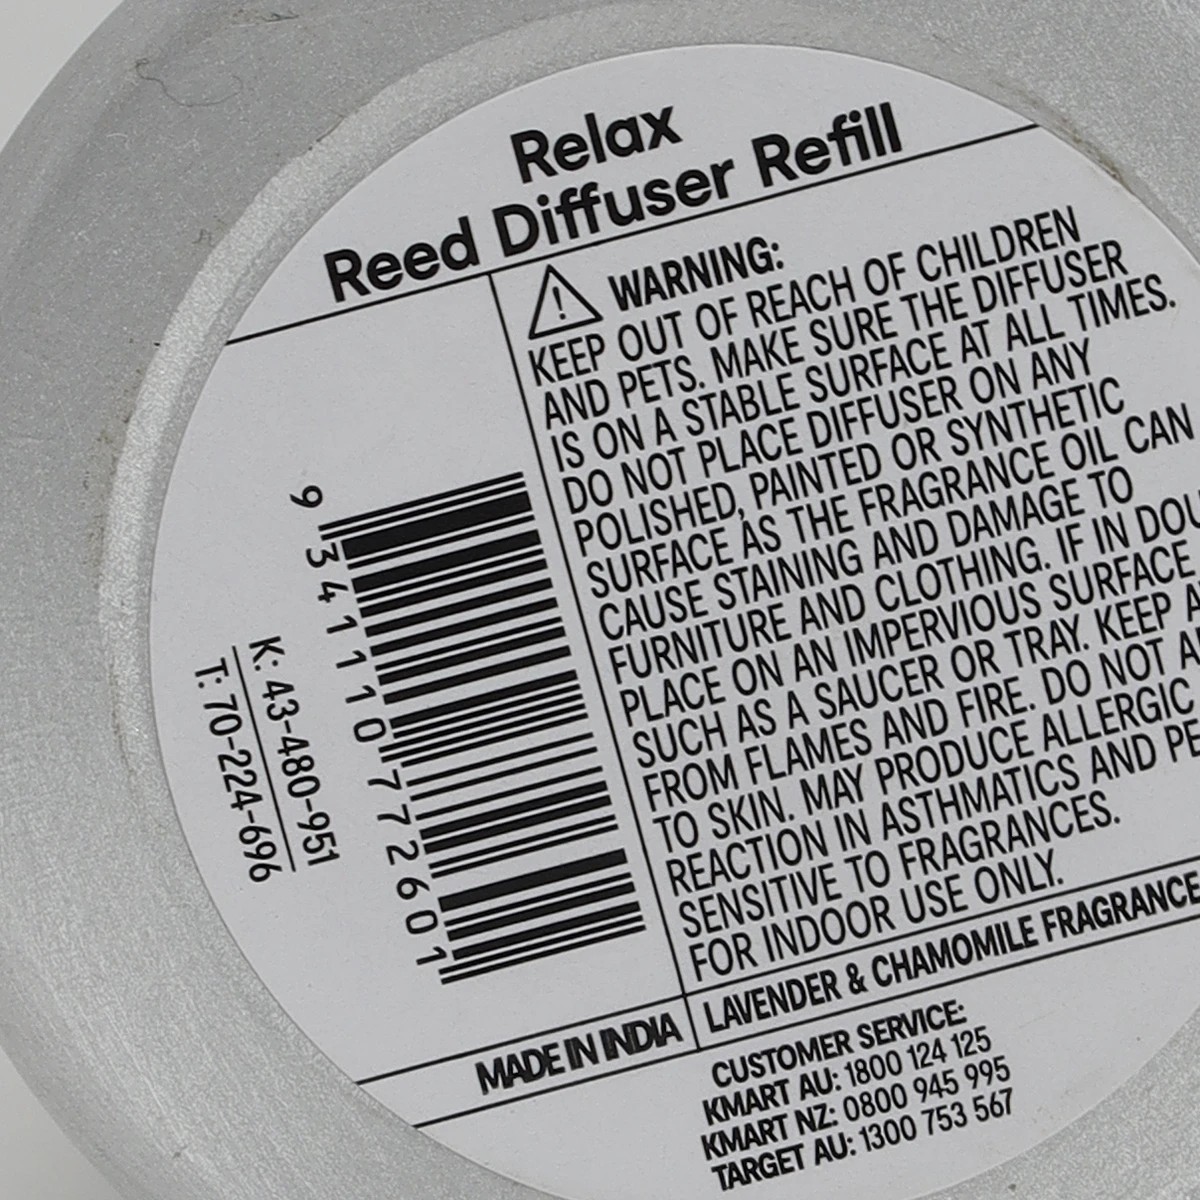 Relax
Reed Diffuser Refill
WARNING:
KEEP OUT OF REACH OF CHILDREN
AND PETS. MAKE SURE THE DIFFUSER
IS ON A STABLE SURFACE AT ALL TIMES.
DO NOT PLACE DIFFUSER ON ANY
POLISHED, PAINTED OR SYNTHETIC
SURFACE AS THE FRAGRANCE OIL CAN
CAUSE STAINING AND DAMAGE TO
FURNITURE AND CLOTHING. IF IN
PLACE ON AN IMPERVIOUS SURFACE
SUCH AS A SAUCER OR TRAY. KEEP
FROM FLAMES AND FIRE. DO NOT
TO SKIN. MAY PRODUCE ALLERGIC
REACTION IN ASTHMATICS AND
SENSITIVE TO FRAGRANCES.
FOR INDOOR USE ONLY.
9 341110 772601
K: 43-480-951
T: 70-224-696
MADE IN INDIA
LAVENDER & CHAMOMILE FRAGRANCE
CUSTOMER SERVICE:
KMART AU: 1800 124 125
KMART NZ: 0800 945 995
TARGET AU: 1300 753 567